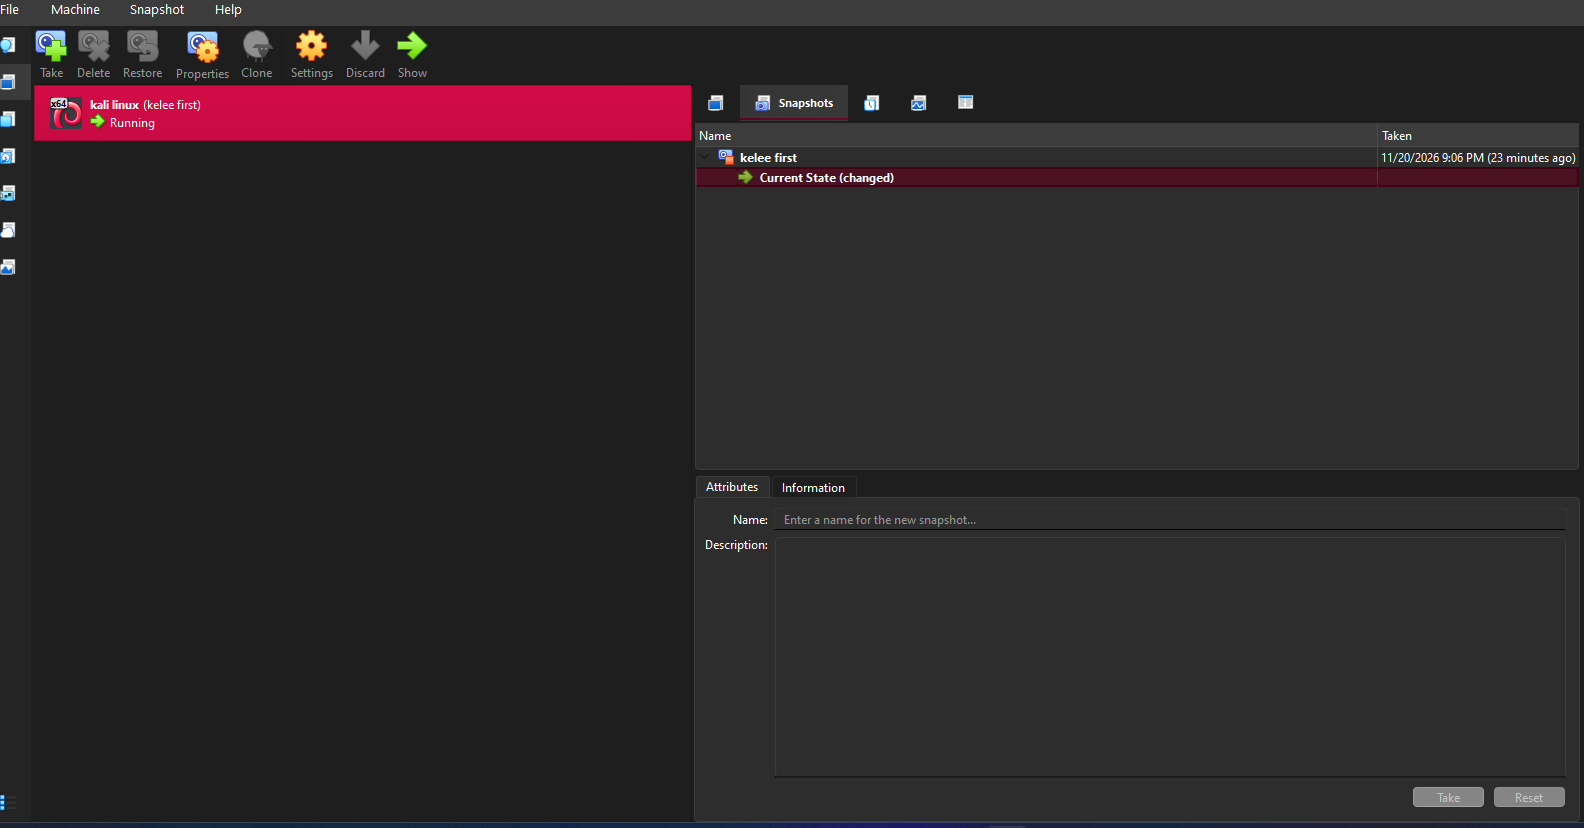 File Machine Snapshot Help
Take Delete Restore Properties Clone Settings Discard Show
x64
kali linux (kelee first)
Running
Snapshots
Name Taken
kelee first 11/20/2026 9:06 PM (23 minutes ago)
Current State (changed)
Attributes Information
Name: Enter a name for the new snapshot...
Description:
Take Reset